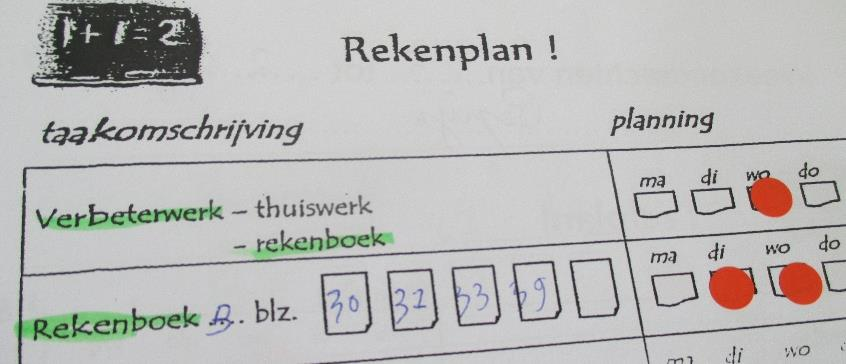 1+1=2
Rekenplan !
taakomschrijving planning
Verbeterwerk – thuiswerk
– rekenboek
ma di wo do
Rekenboek B. blz. 30 32 33 39
ma di wo do
ma di wo